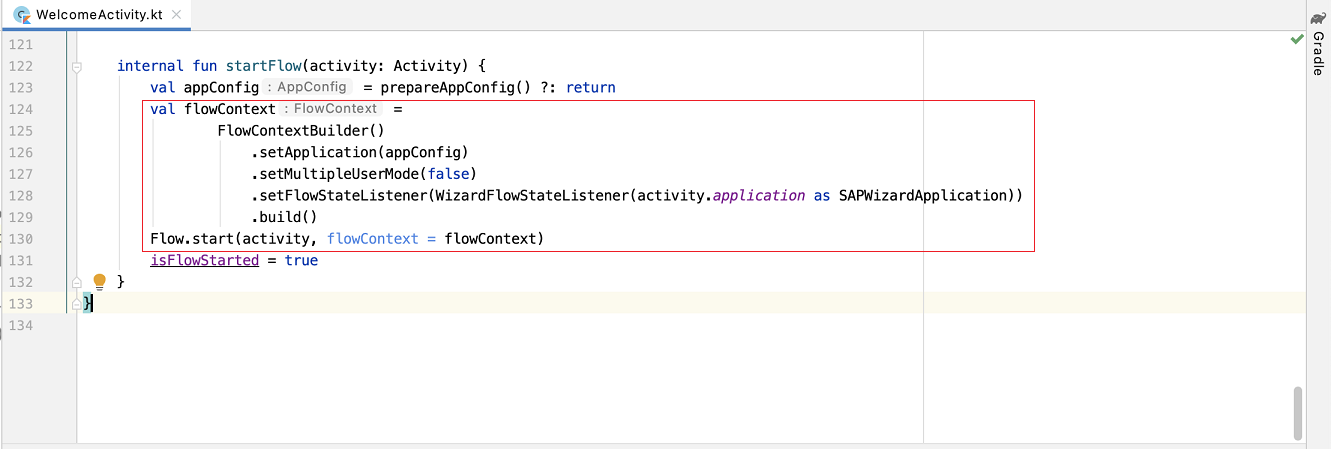 WelcomeActivity.kt
121
122 internal fun startFlow(activity: Activity) {
123 val appConfig : AppConfig = prepareAppConfig() ?: return
124 val flowContext : FlowContext =
125 FlowContextBuilder()
126 .setApplication(appConfig)
127 .setMultipleUserMode(false)
128 .setFlowStateListener(WizardFlowStateListener(activity.application as SAPWizardApplication))
129 .build()
130 Flow.start(activity, flowContext = flowContext)
131 isFlowStarted = true
132 }
133 }
134
Gradle